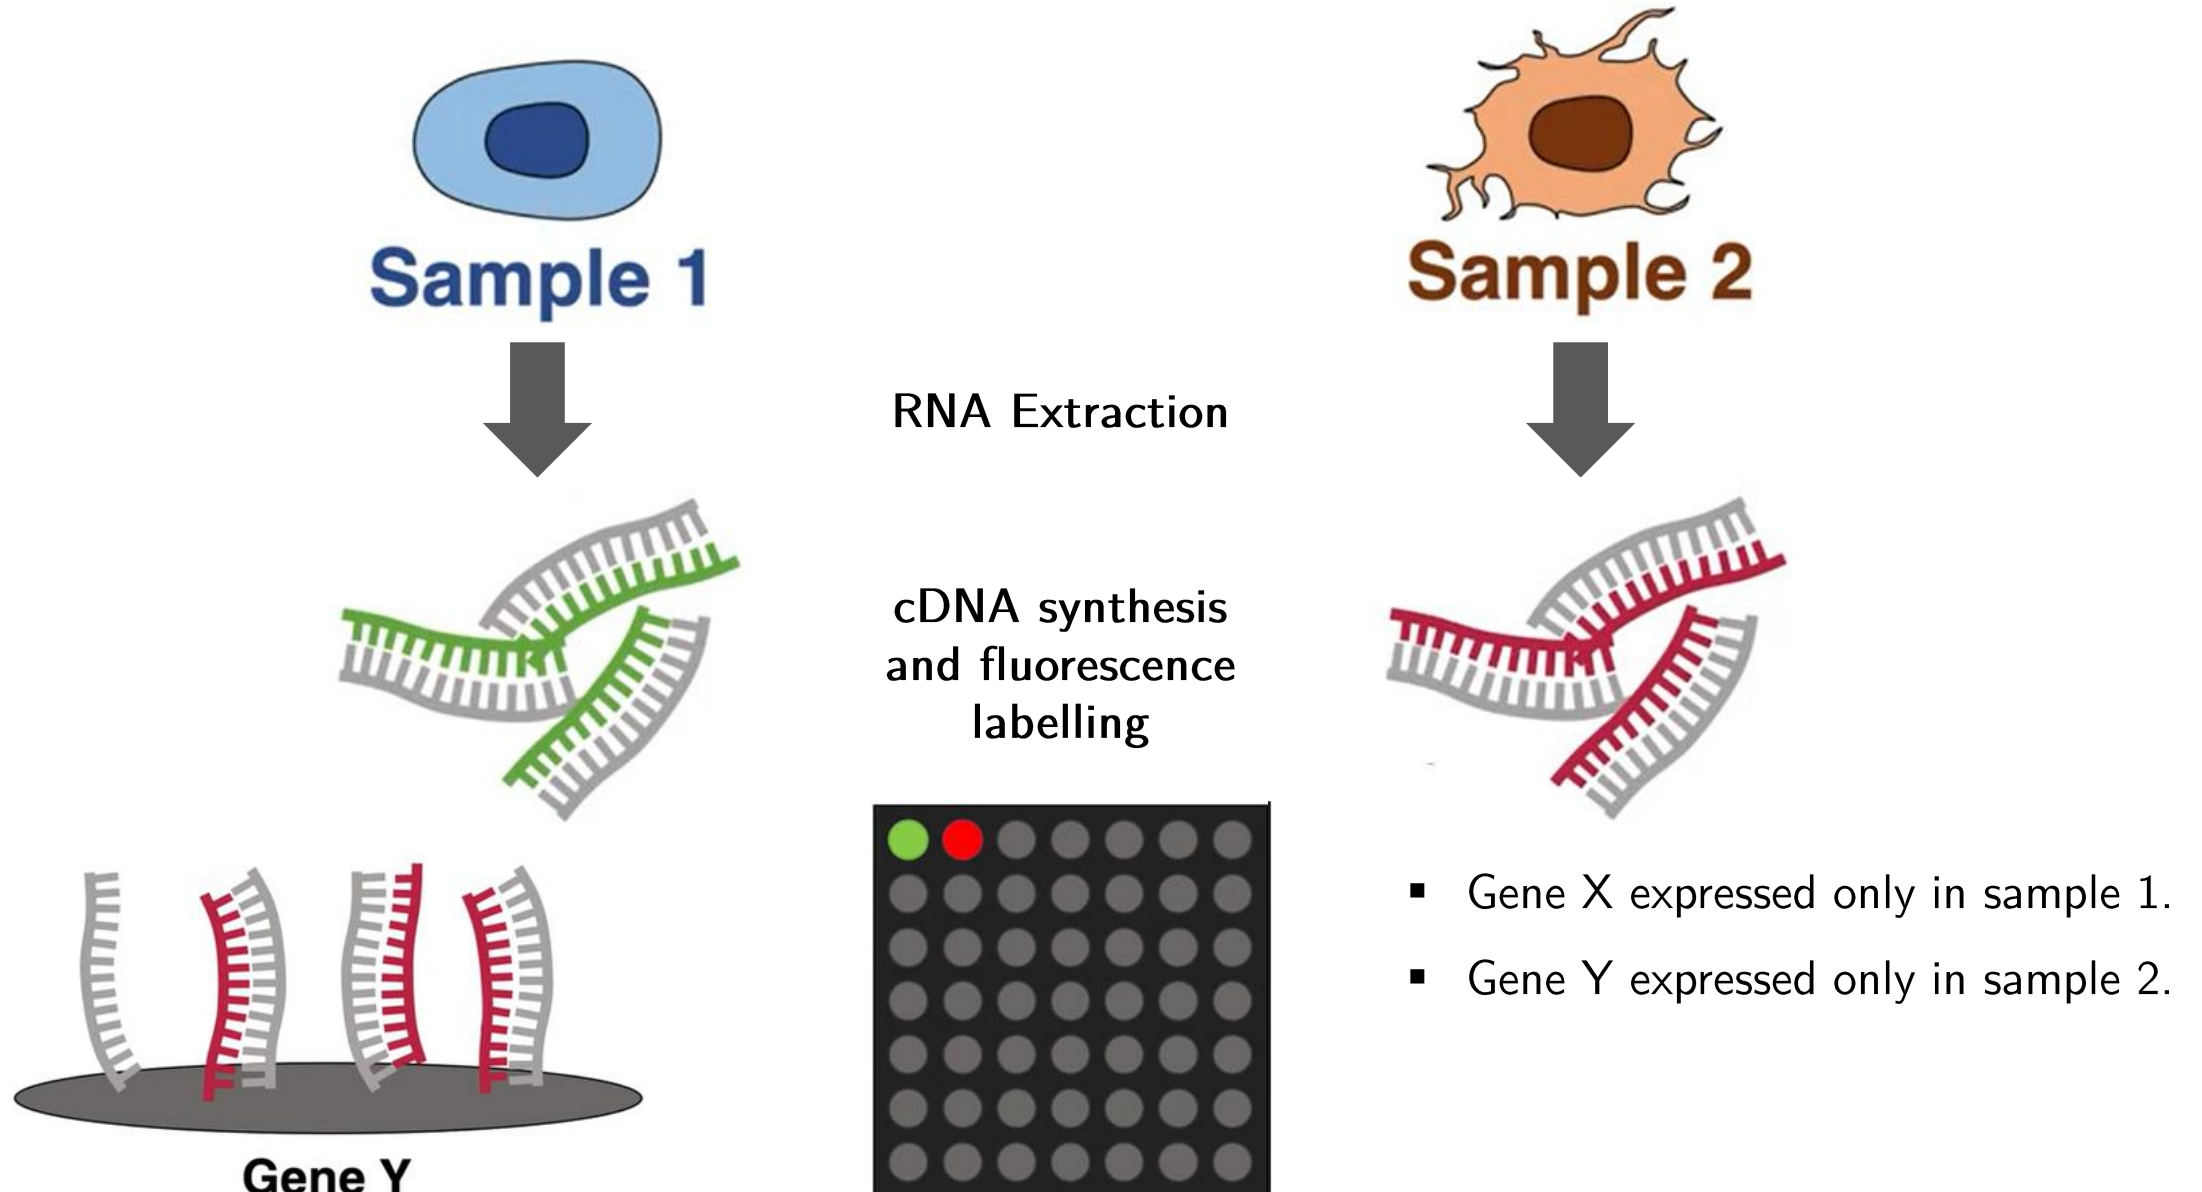 Sample 1
Sample 2
RNA Extraction
cDNA synthesis
and fluorescence
labelling
▪ Gene X expressed only in sample 1.
▪ Gene Y expressed only in sample 2.
Gene Y